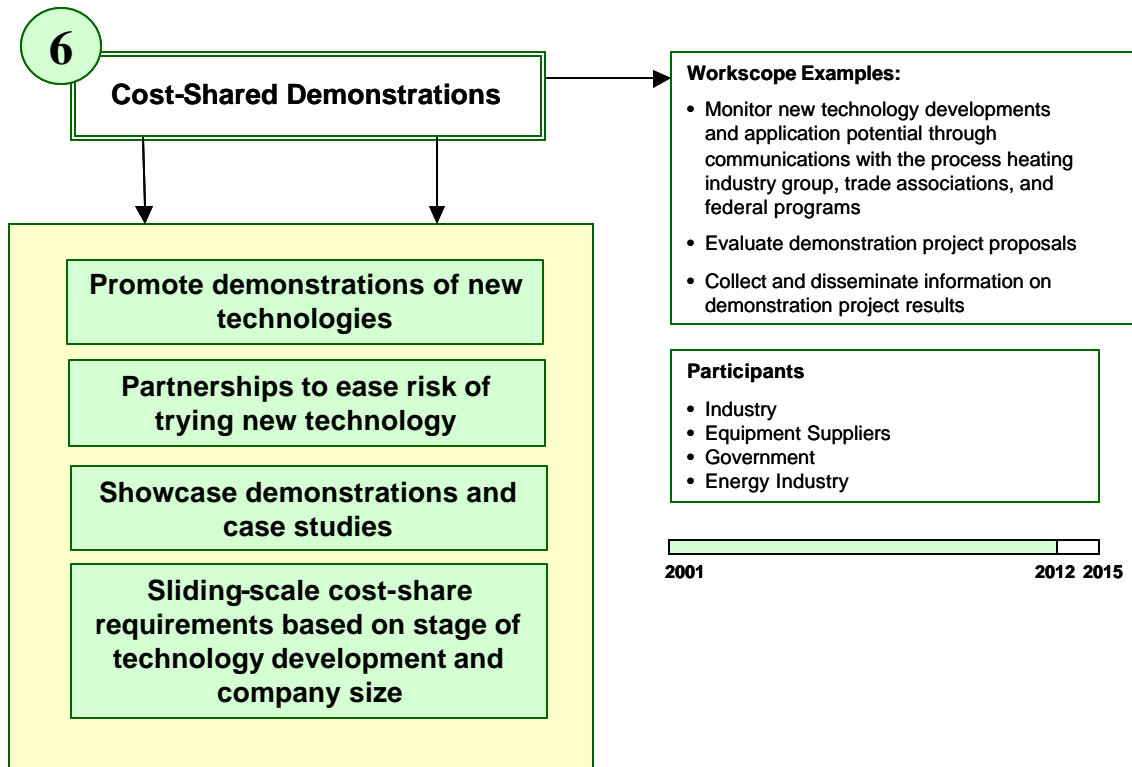 6
Cost-Shared Demonstrations
Promote demonstrations of new
technologies
Partnerships to ease risk of
trying new technology
Showcase demonstrations and
case studies
Sliding-scale cost-share
requirements based on stage of
technology development and
company size
Workscope Examples:
• Monitor new technology developments
and application potential through
communications with the process heating
industry group, trade associations, and
federal programs
• Evaluate demonstration project proposals
• Collect and disseminate information on
demonstration project results
Participants
• Industry
• Equipment Suppliers
• Government
• Energy Industry
2001 2012 2015